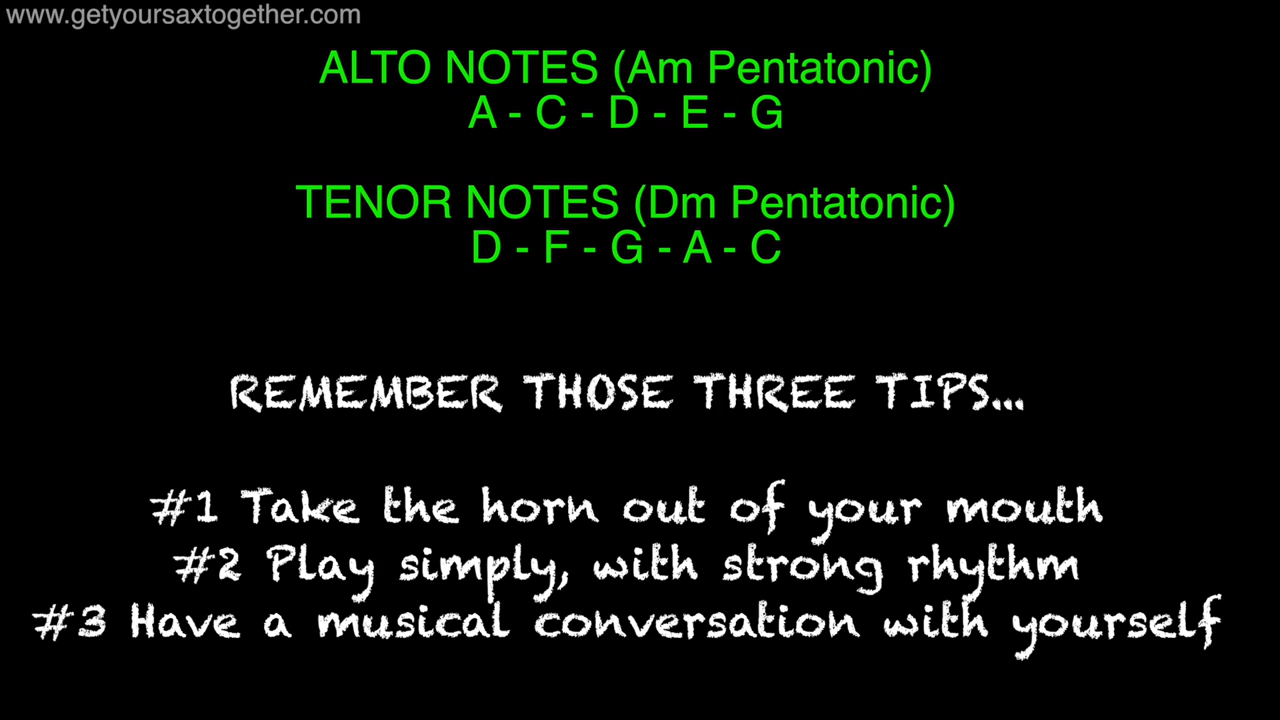 www.getyoursaxtogether.com
ALTO NOTES (Am Pentatonic)
A - C - D - E - G
TENOR NOTES (Dm Pentatonic)
D - F - G - A - C
REMEMBER THOSE THREE TIPS...
#1 Take the horn out of your mouth
#2 Play simply, with strong rhythm
#3 Have a musical conversation with yourself